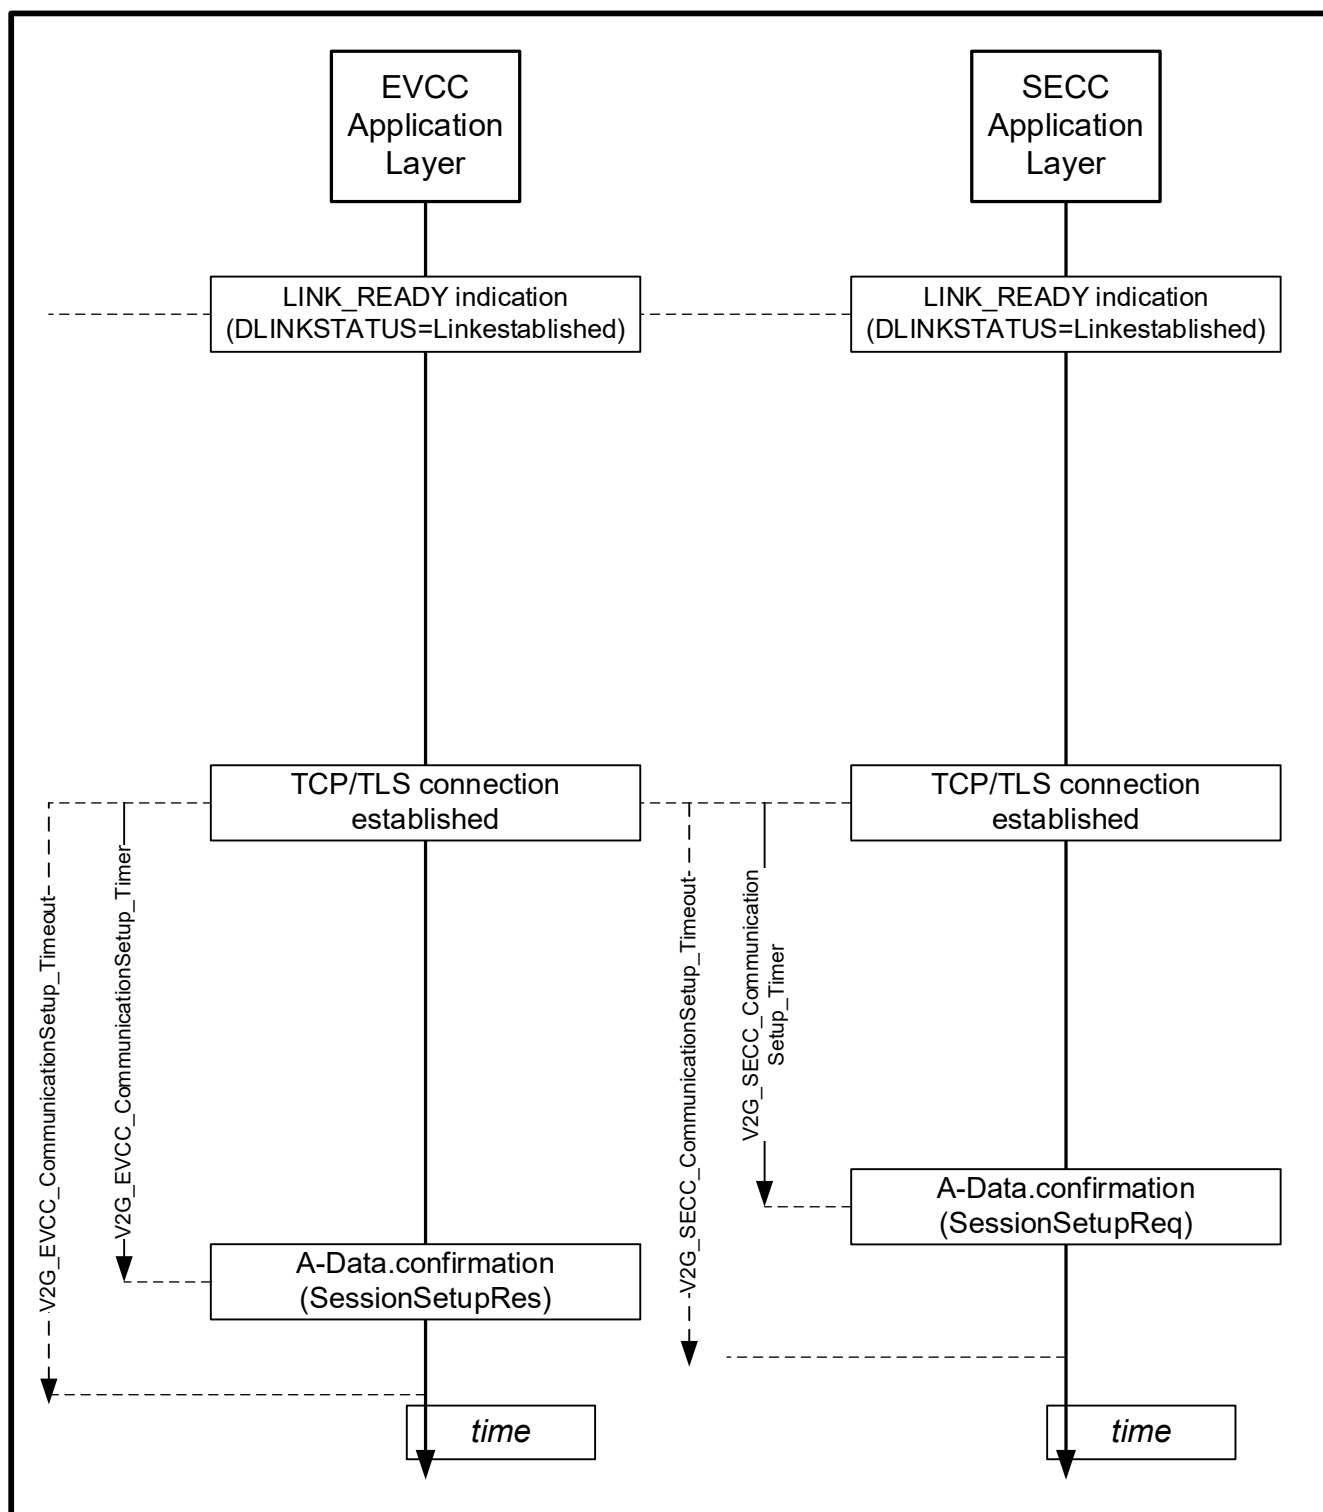 EVCC
Application
Layer
SECC
Application
Layer
LINK_READY indication
(DLINKSTATUS=Linkestablished)
LINK_READY indication
(DLINKSTATUS=Linkestablished)
TCP/TLS connection
established
TCP/TLS connection
established
V2G_EVCC_CommunicationSetup_Timeout
V2G_EVCC_CommunicationSetup_Timer
V2G_SECC_CommunicationSetup_Timeout
V2G_SECC_Communication
Setup_Timer
A-Data.confirmation
(SessionSetupReq)
A-Data.confirmation
(SessionSetupRes)
time
time